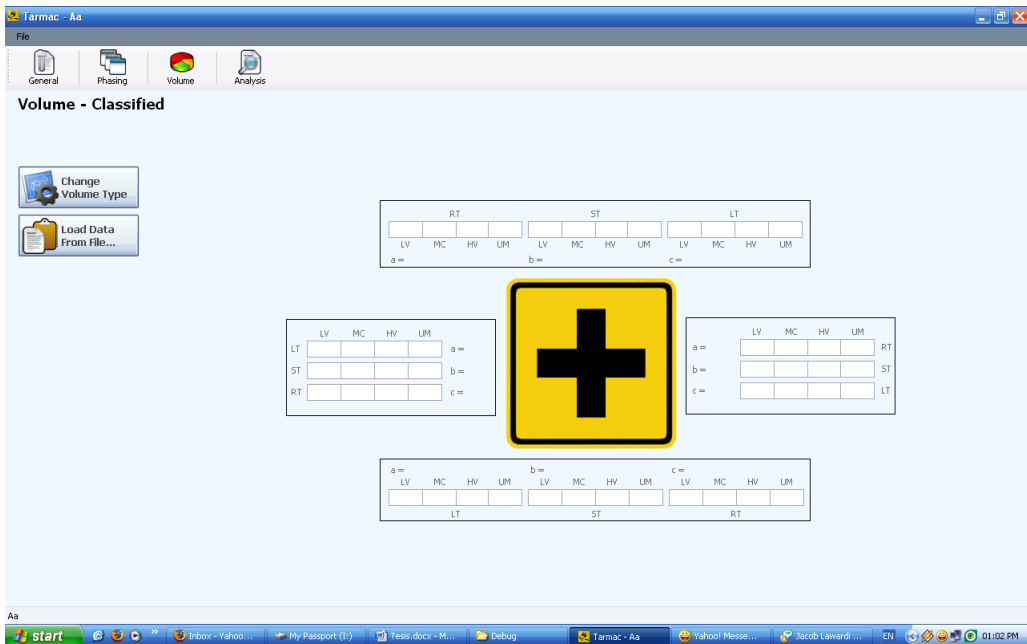 Tarmac - Aa
File
General Phasing Volume Analysis
Volume - Classified
Change
Volume Type
Load Data
From File...
RT ST LT
LV MC HV UM LV MC HV UM LV MC HV UM
a = b = c =
LV MC HV UM
LT a =
ST b =
RT c =
LV MC HV UM
a = RT
b = ST
c = LT
a = b = c =
LV MC HV UM LV MC HV UM LV MC HV UM
LT ST RT
Aa
start Inbox - Yahoo... My Passport (I:) Tesis.docx - M... Debug Tarmac - Aa Yahoo! Messe... Jacob Lawardi ... EN 01:02 PM